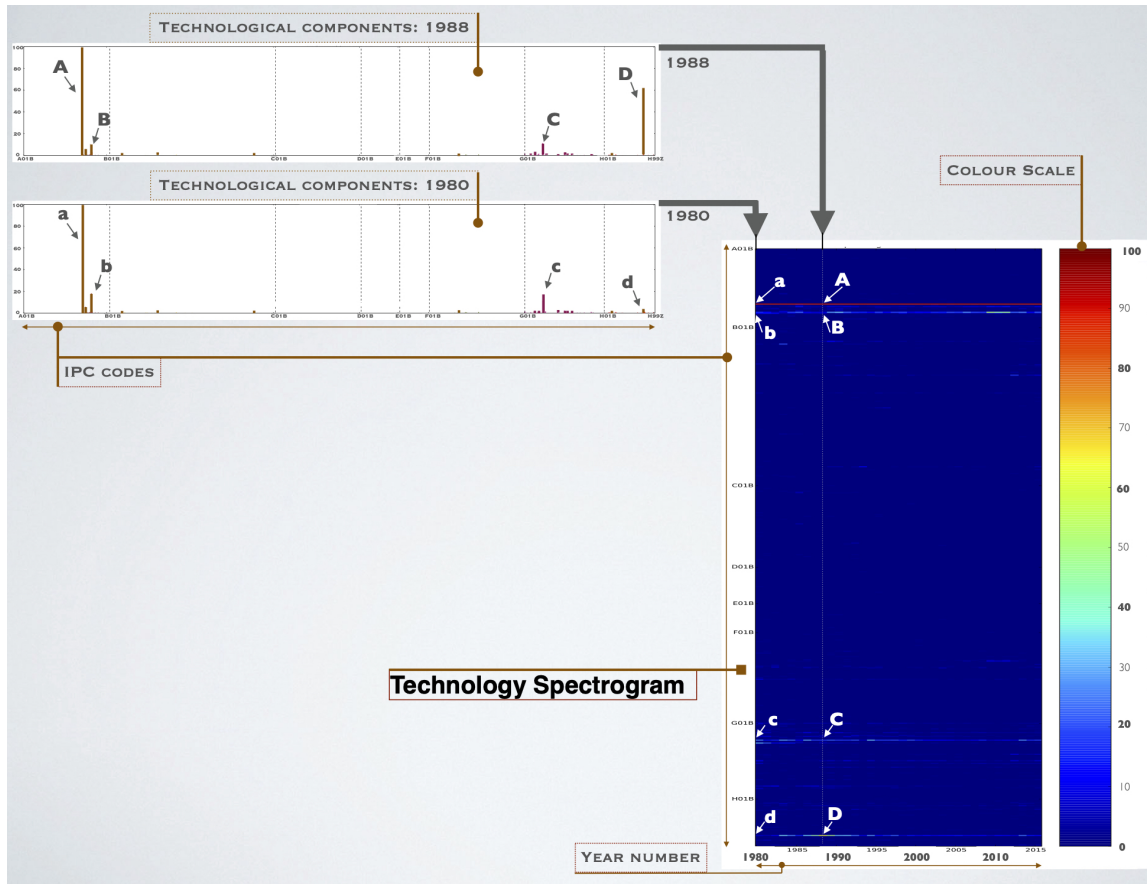 Technological components: 1988
100
80
60
40
20
A01B B01B C01B D01B E01B F01B G01B H01B H99Z
A
B
C
D
1988
Technological components: 1980
100
80
60
40
20
0
A01B B01B C01B D01B E01B F01B G01B H01B H99Z
a
b
c
d
1980
IPC codes
Colour Scale
A01B
B01B
C01B
D01B
E01B
F01B
G01B
H01B
a A
b B
c C
d D
100
90
80
70
60
50
40
30
20
10
0
Technology Spectrogram
1985 1995 2005 2015
1980 1990 2000 2010
Year number